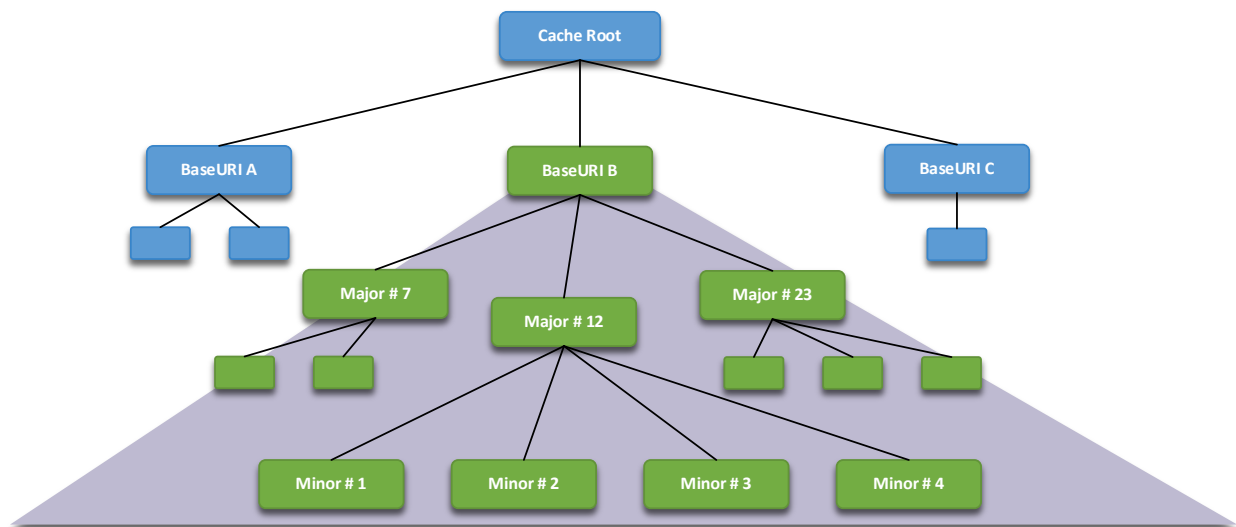 Cache Root
BaseURI A
BaseURI B
BaseURI C
Major # 7
Major # 12
Major # 23
Minor # 1
Minor # 2
Minor # 3
Minor # 4